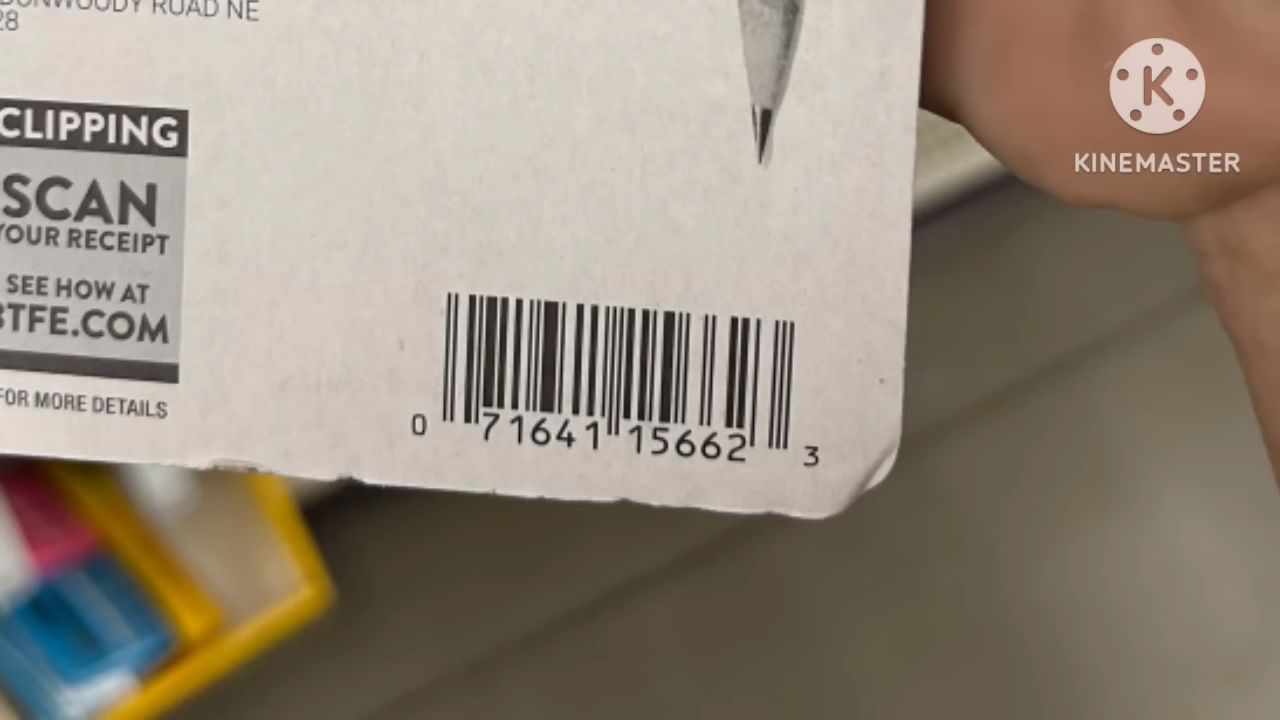 DUNWOODY ROAD NE
28
CLIPPING
SCAN
YOUR RECEIPT
SEE HOW AT
BTFE.COM
FOR MORE DETAILS
0 71641 15662 3
K
KINEMASTER